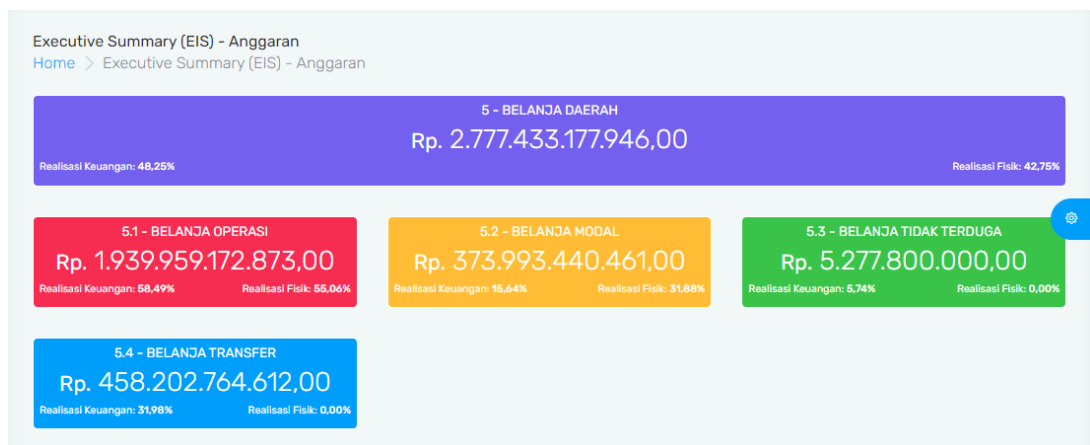 Executive Summary (EIS) - Anggaran
Home > Executive Summary (EIS) - Anggaran
5 - BELANJA DAERAH
Rp. 2.777.433.177.946,00
Realisasi Keuangan: 48,25% Realisasi Fisik: 42,75%
5.1 - BELANJA OPERASI
Rp. 1.939.959.172.873,00
Realisasi Keuangan: 58,49% Realisasi Fisik: 55,06%
5.2 - BELANJA MODAL
Rp. 373.993.440.461,00
Realisasi Keuangan: 15,64% Realisasi Fisik: 31,88%
5.3 - BELANJA TIDAK TERDUGA
Rp. 5.277.800.000,00
Realisasi Keuangan: 5,74% Realisasi Fisik: 0,00%
5.4 - BELANJA TRANSFER
Rp. 458.202.764.612,00
Realisasi Keuangan: 31,98% Realisasi Fisik: 0,00%